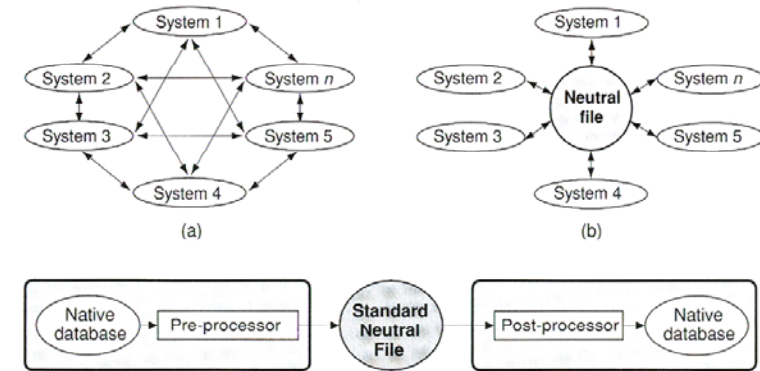 System 1
System 2
System n
System 3
System 5
System 4
(a)
System 1
System 2
System n
Neutral
file
System 3
System 5
System 4
(b)
Native
database
Pre-processor
Standard
Neutral
File
Post-processor
Native
database